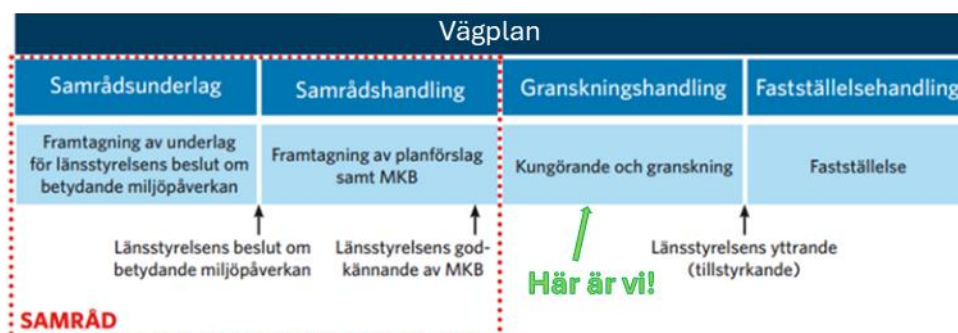 Vägplan
Samrådsunderlag
Samrådshandling
Granskningshandling
Fastställelsehandling
Framtagning av underlag
för länsstyrelsens beslut om
betydande miljöpåverkan
Framtagning av planförslag
samt MKB
Kungörande och granskning
Fastställelse
Länsstyrelsens beslut om
betydande miljöpåverkan
Länsstyrelsens god-
kännande av MKB
Här är vi!
Länsstyrelsens yttrande
(tillstyrkande)
SAMRÅD